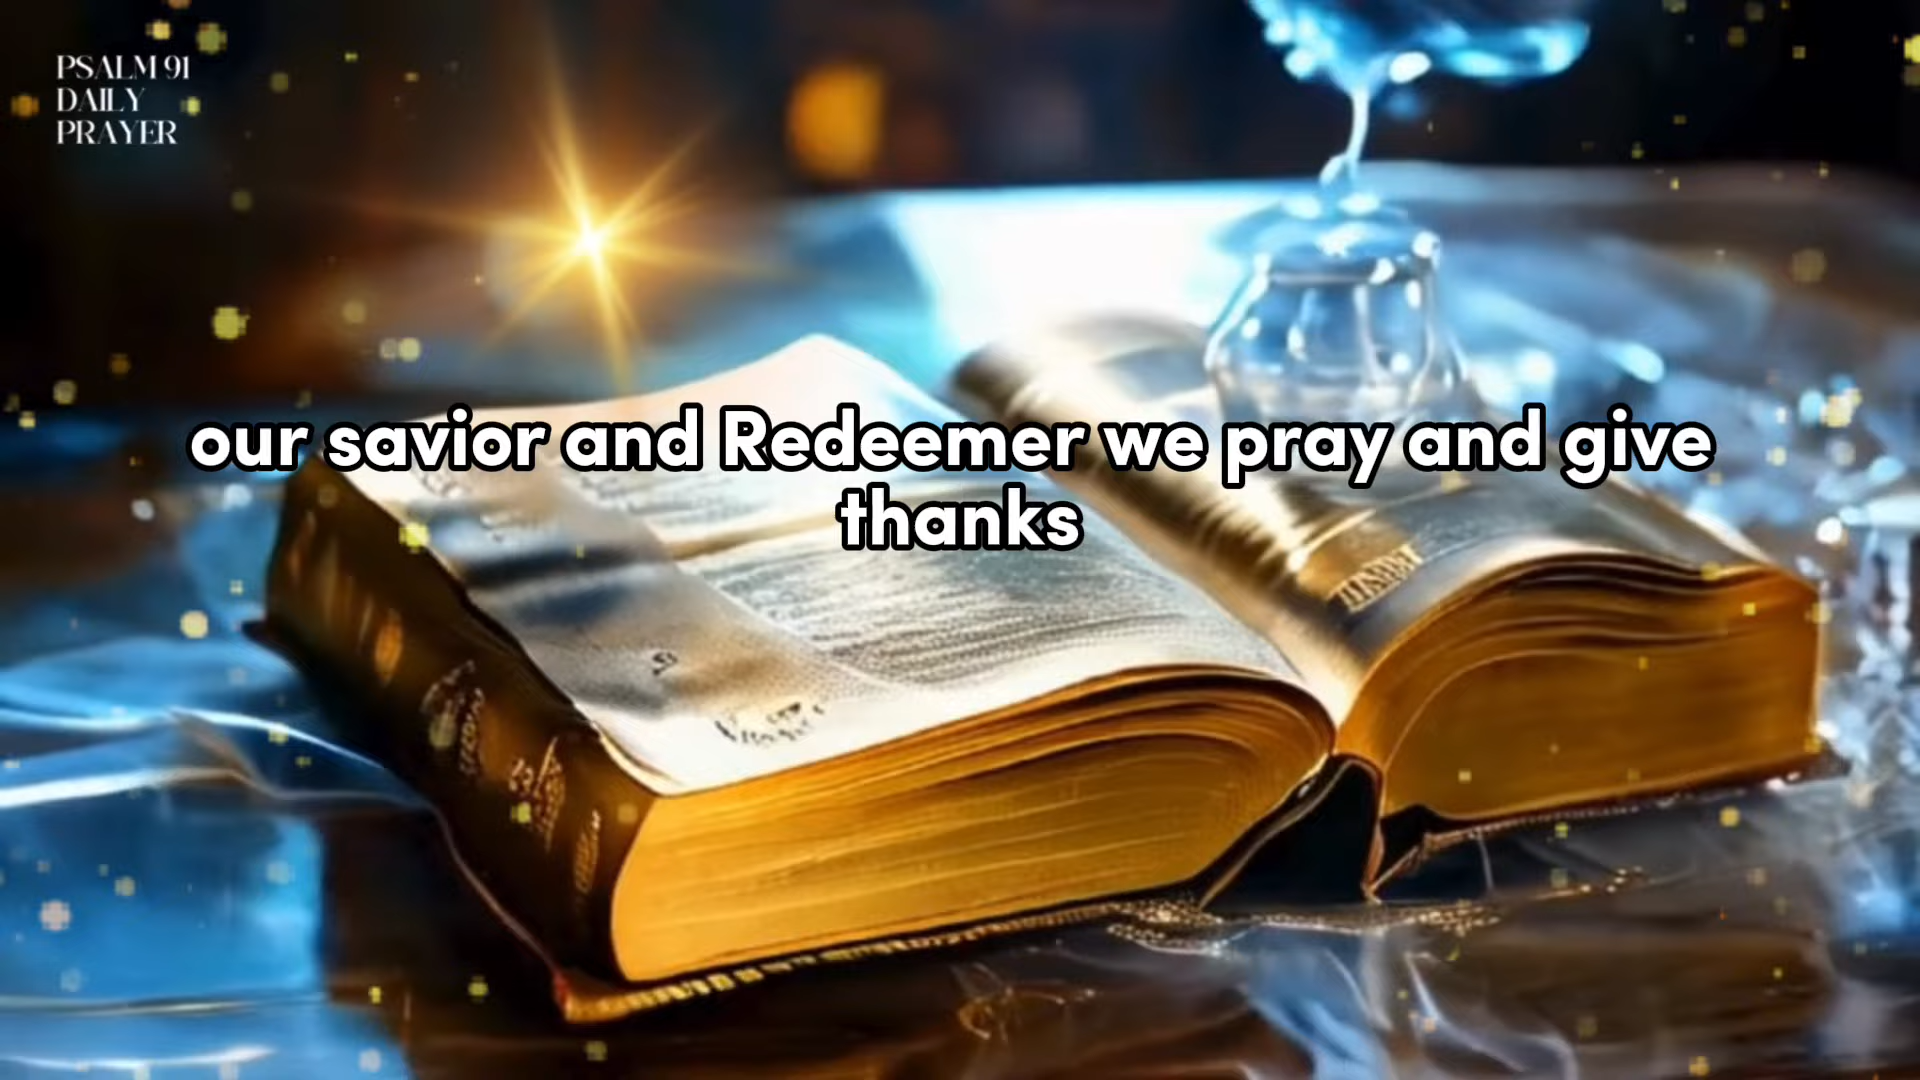 PSALM 91
DAILY
PRAYER
our savior and Redeemer we pray and give
thanks